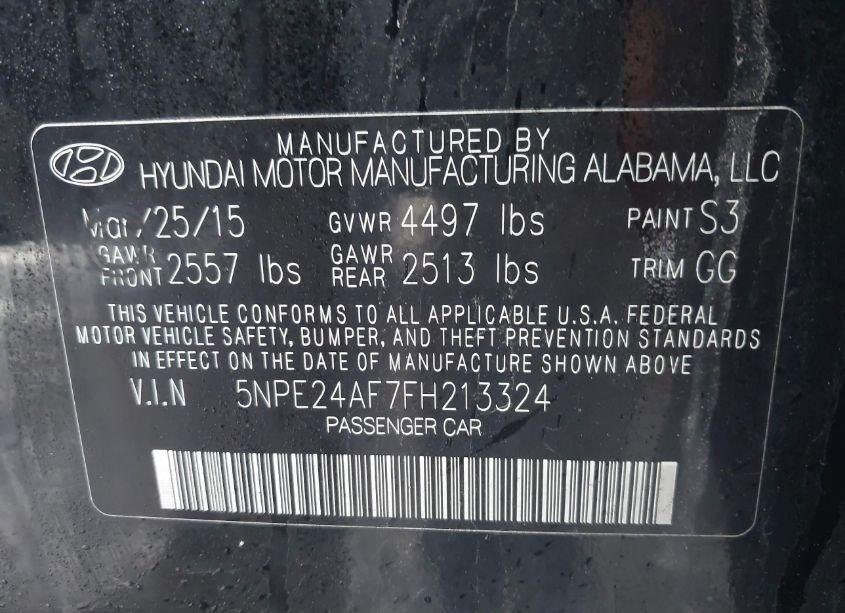 MANUFACTURED BY
HYUNDAI MOTOR MANUFACTURING ALABAMA, LLC
Mar/25/15 GVWR 4497 lbs PAINT S3
GAWR FRONT 2557 lbs GAWR REAR 2513 lbs TRIM GG
THIS VEHICLE CONFORMS TO ALL APPLICABLE U.S.A. FEDERAL
MOTOR VEHICLE SAFETY, BUMPER, AND THEFT PREVENTION STANDARDS
IN EFFECT ON THE DATE OF MANUFACTURE SHOWN ABOVE
V.I.N 5NPE24AF7FH213324
PASSENGER CAR